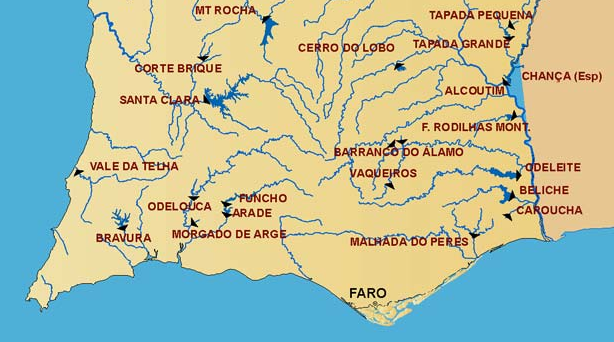 MT ROCHA
TAPADA PEQUENA
CERRO DO LOBO
TAPADA GRANDE
CORTE BRIQUE
CHANÇA (Esp)
ALCOUTIM
SANTA CLARA
F. RODILHAS MONT.
BARRANCO DO ÁLAMO
VALE DA TELHA
ODELEITE
VAQUEIROS
BELICHE
FUNCHO
ODELOUCA
ARADE
CAROUCHA
MORGADO DE ARGE
BRAVURA
MALHADA DO PERES
FARO